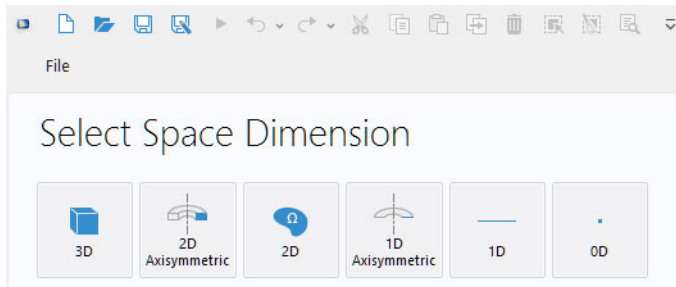 File
Select Space Dimension
3D
2D
Axisymmetric
Ω
2D
1D
Axisymmetric
1D
0D